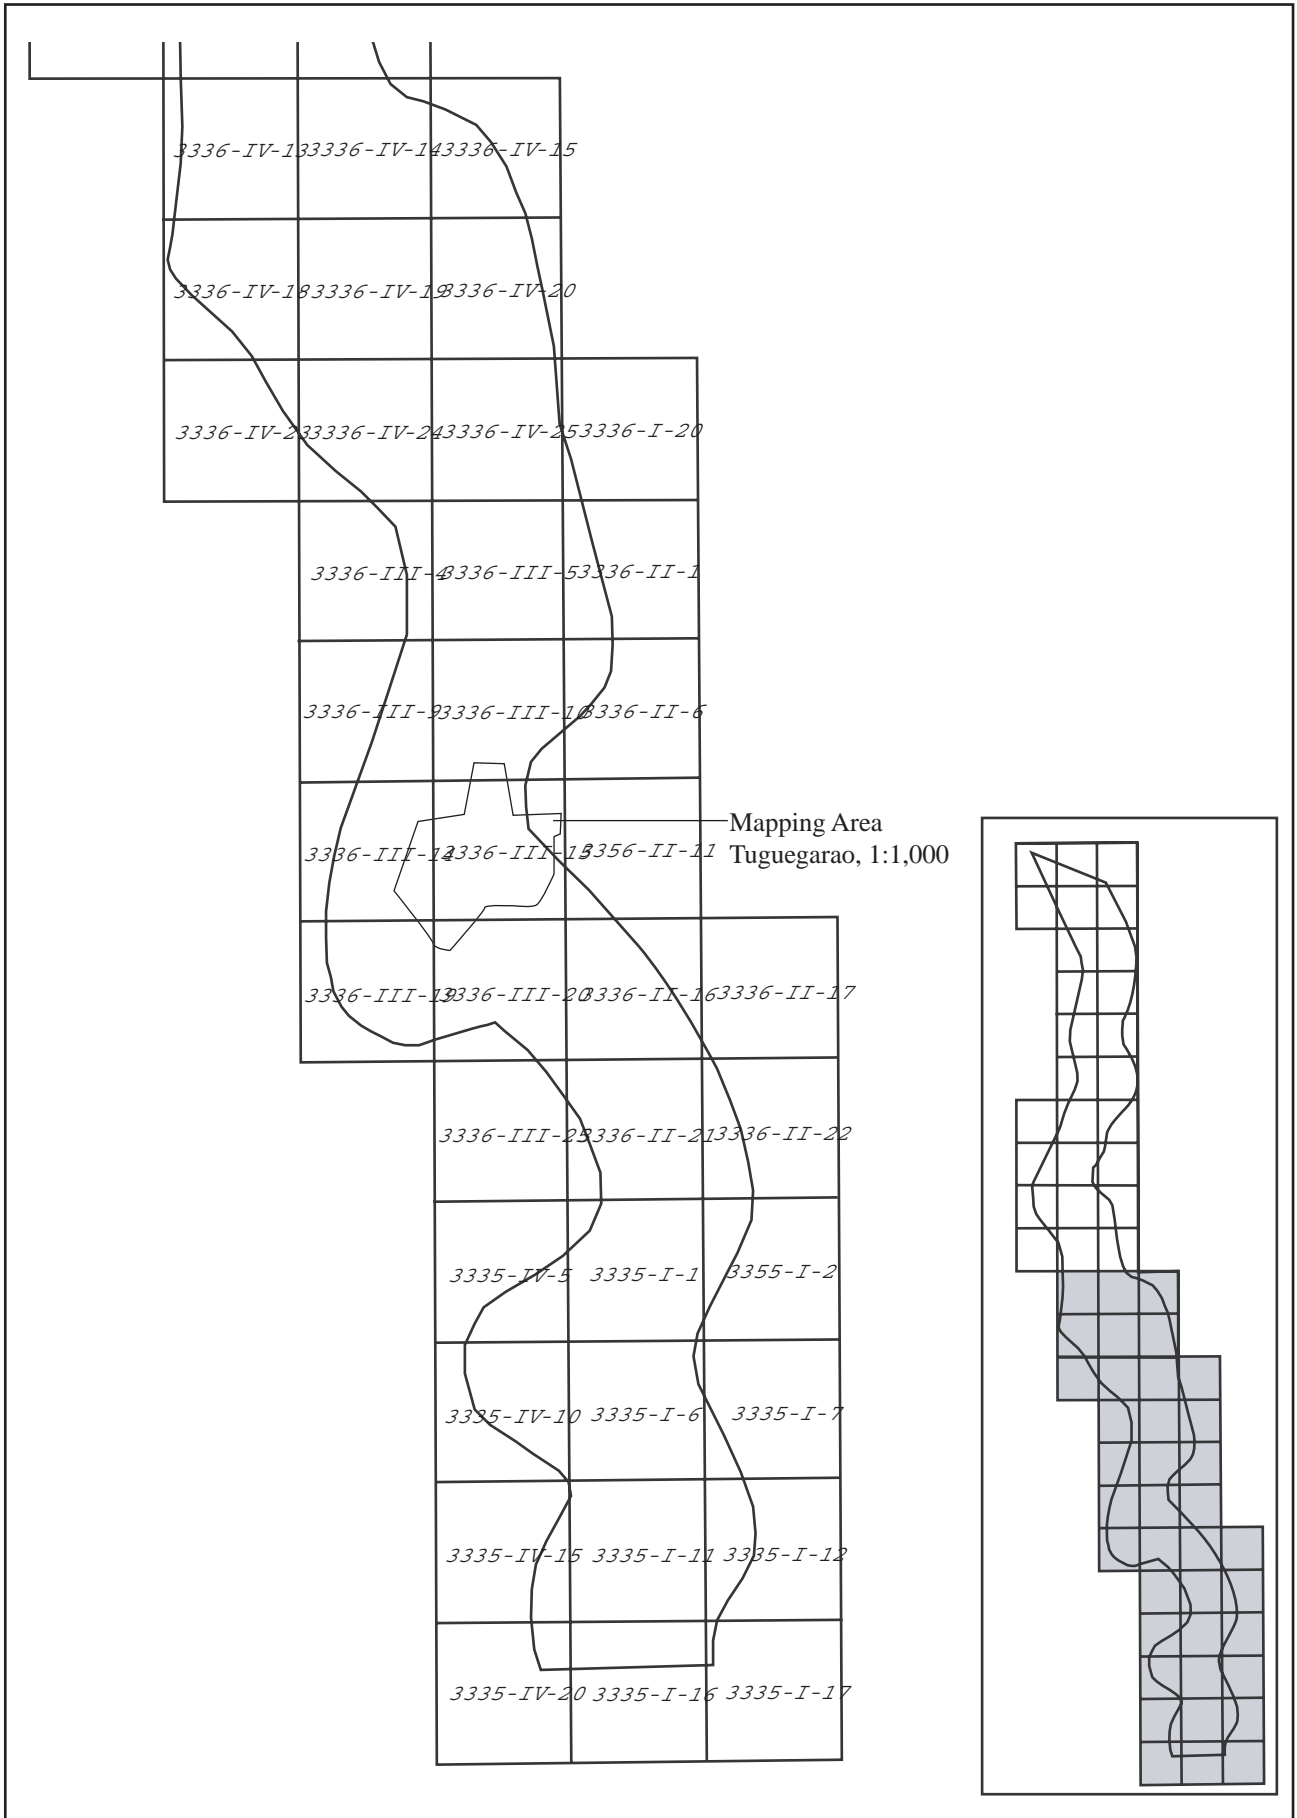 3336-IV-13 3336-IV-14 3336-IV-15
3336-IV-18 3336-IV-19 3336-IV-20
3336-IV-23 3336-IV-24 3336-IV-25 3336-I-20
3336-III-4 3336-III-5 3336-II-1
3336-III-9 3336-III-10 3336-II-6
Mapping Area
Tuguegarao, 1:1,000
3336-III-14 3336-III-15 3356-II-11
3336-III-19 3336-III-20 3336-II-16 3336-II-17
3336-III-25 3336-II-21 3336-II-22
3335-IV-5 3335-I-1 3355-I-2
3335-IV-10 3335-I-6 3335-I-7
3335-IV-15 3335-I-11 3335-I-12
3335-IV-20 3335-I-16 3335-I-17